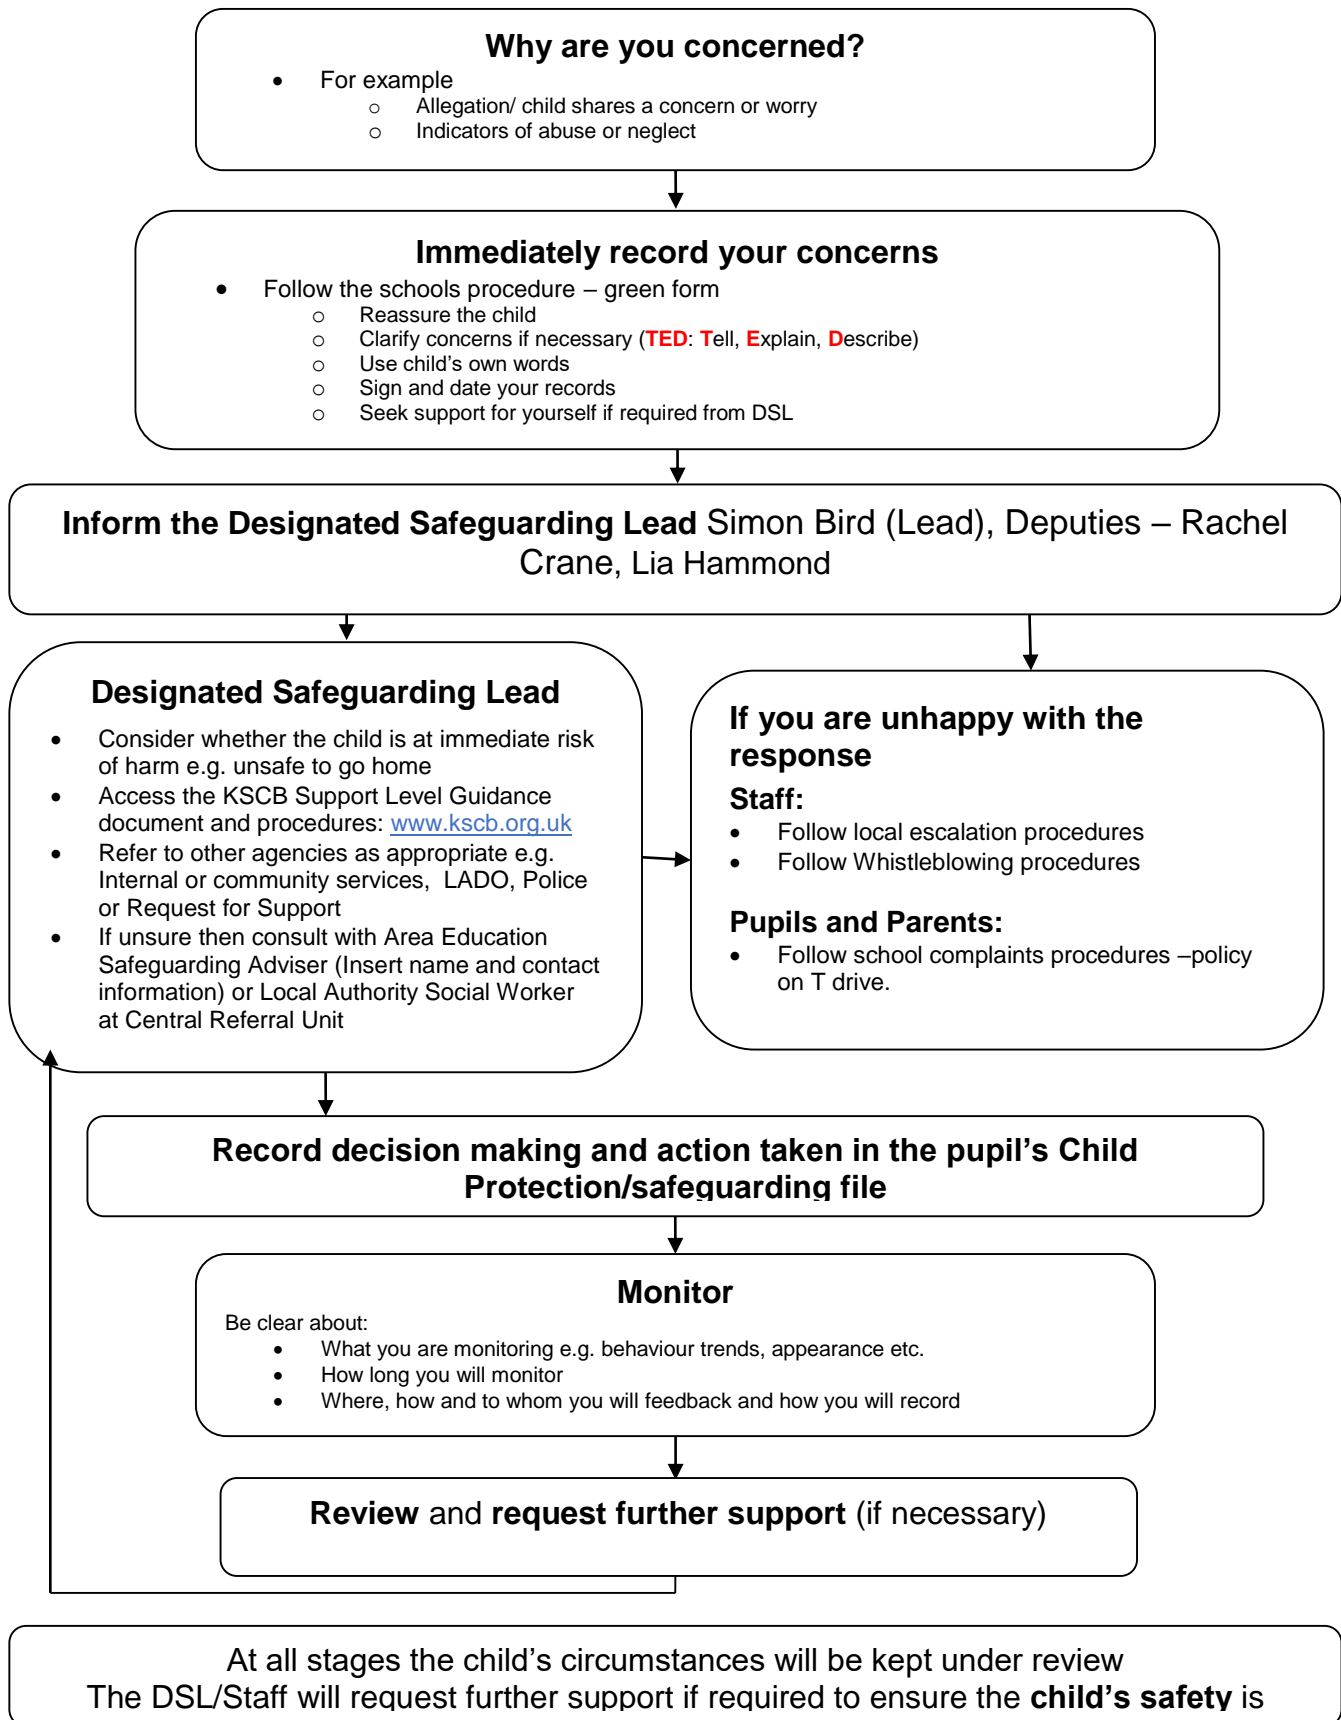 Why are you concerned?
• For example
o Allegation/ child shares a concern or worry
o Indicators of abuse or neglect
Immediately record your concerns
• Follow the schools procedure – green form
o Reassure the child
o Clarify concerns if necessary (TED: Tell, Explain, Describe)
o Use child's own words
o Sign and date your records
o Seek support for yourself if required from DSL
Inform the Designated Safeguarding Lead Simon Bird (Lead), Deputies – Rachel
Crane, Lia Hammond
Designated Safeguarding Lead
• Consider whether the child is at immediate risk
of harm e.g. unsafe to go home
• Access the KSCB Support Level Guidance
document and procedures: www.kscb.org.uk
• Refer to other agencies as appropriate e.g.
Internal or community services, LADO, Police
or Request for Support
• If unsure then consult with Area Education
Safeguarding Adviser (Insert name and contact
information) or Local Authority Social Worker
at Central Referral Unit
If you are unhappy with the
response
Staff:
• Follow local escalation procedures
• Follow Whistleblowing procedures
Pupils and Parents:
• Follow school complaints procedures –policy
on T drive.
Record decision making and action taken in the pupil's Child
Protection/safeguarding file
Monitor
Be clear about:
• What you are monitoring e.g. behaviour trends, appearance etc.
• How long you will monitor
• Where, how and to whom you will feedback and how you will record
Review and request further support (if necessary)
At all stages the child's circumstances will be kept under review
The DSL/Staff will request further support if required to ensure the child's safety is